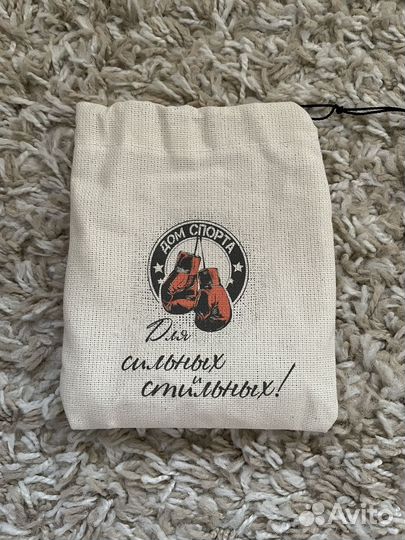 ДОМ СПОРТА
Для
сильных
и
стильных!
Avito